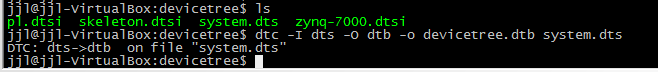 jjl@jjl-VirtualBox:devicetree$ ls
pl.dtsi  skeleton.dtsi  system.dts  zynq-7000.dtsi
jjl@jjl-VirtualBox:devicetree$ dtc -I dts -O dtb -o devicetree.dtb system.dts
DTC: dts->dtb  on file "system.dts"
jjl@jjl-VirtualBox:devicetree$